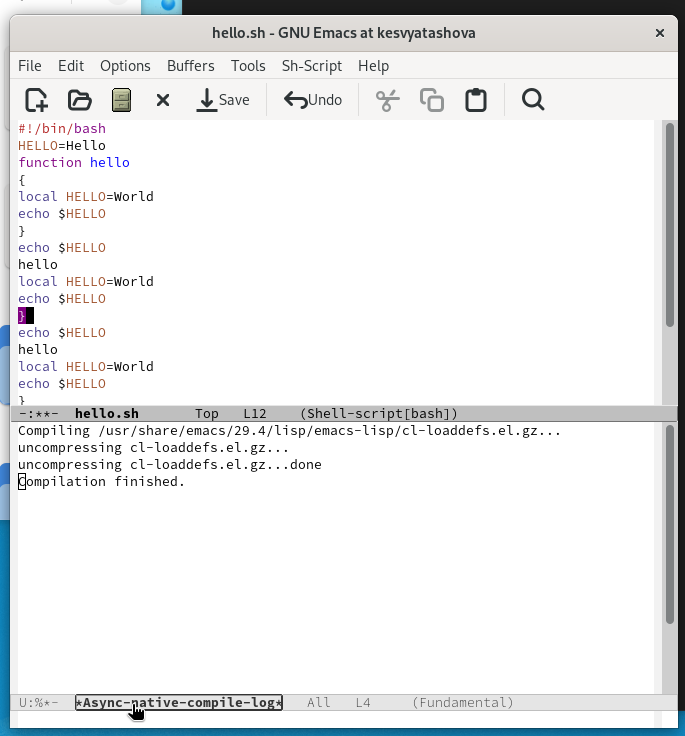 hello.sh - GNU Emacs at kesvyatashova ×
File Edit Options Buffers Tools Sh-Script Help
Save Undo
#!/bin/bash
HELLO=Hello
function hello
{
local HELLO=World
echo $HELLO
}
echo $HELLO
hello
local HELLO=World
echo $HELLO
}
echo $HELLO
hello
local HELLO=World
echo $HELLO
}
-:**- hello.sh Top L12 (Shell-script[bash])
Compiling /usr/share/emacs/29.4/lisp/emacs-lisp/cl-loaddefs.el.gz...
uncompressing cl-loaddefs.el.gz...
uncompressing cl-loaddefs.el.gz...done
Compilation finished.
U:%*- *Async-native-compile-log* All L4 (Fundamental)